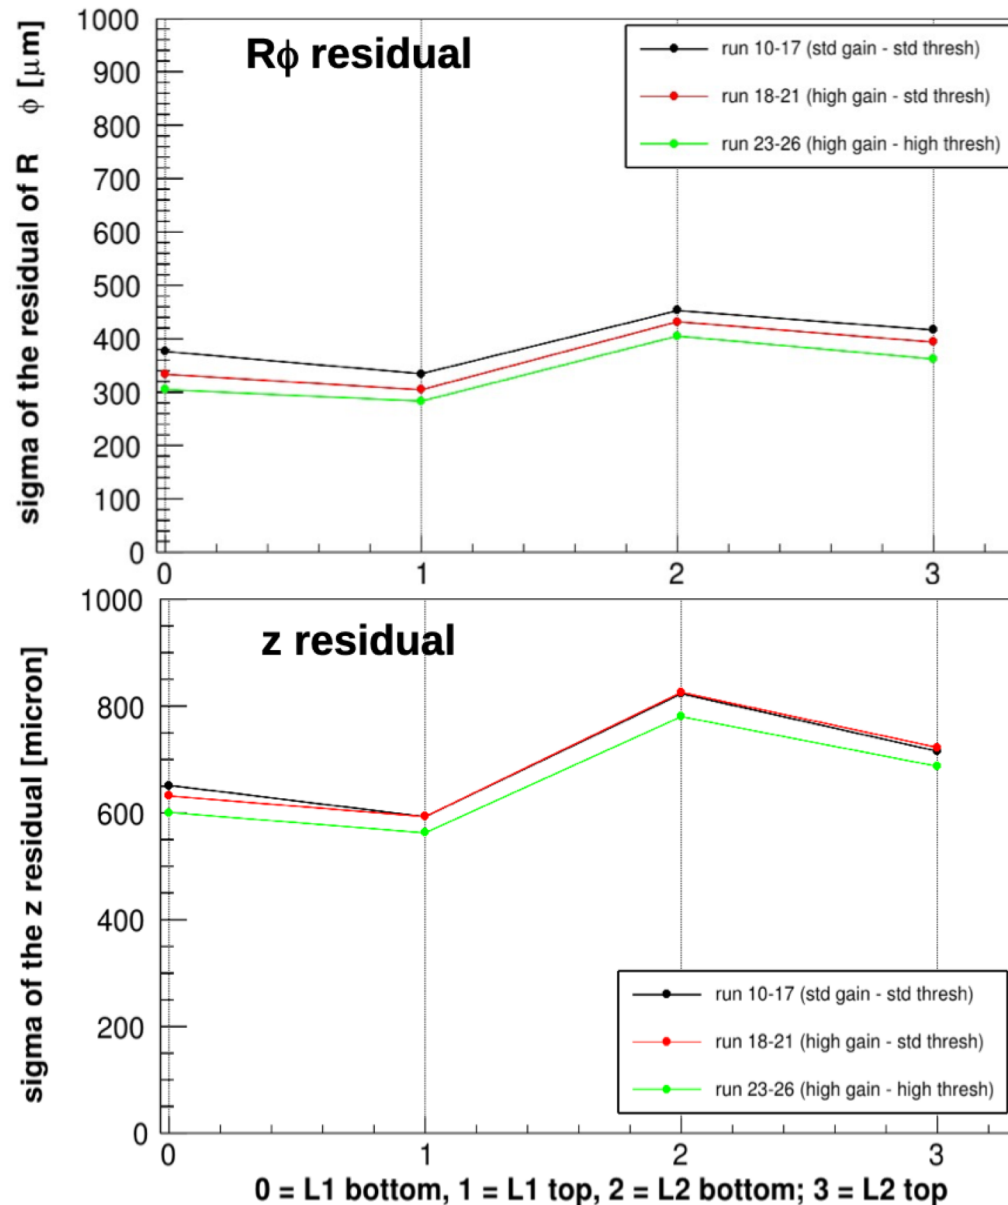 Rϕ residual
sigma of the residual of R ϕ [μm]
1000
900
800
700
600
500
400
300
200
100
0
run 10-17 (std gain - std thresh)
run 18-21 (high gain - std thresh)
run 23-26 (high gain - high thresh)
0 1 2 3
z residual
sigma of the z residual [micron]
1000
800
600
400
200
0
run 10-17 (std gain - std thresh)
run 18-21 (high gain - std thresh)
run 23-26 (high gain - high thresh)
0 1 2 3
0 = L1 bottom, 1 = L1 top, 2 = L2 bottom; 3 = L2 top